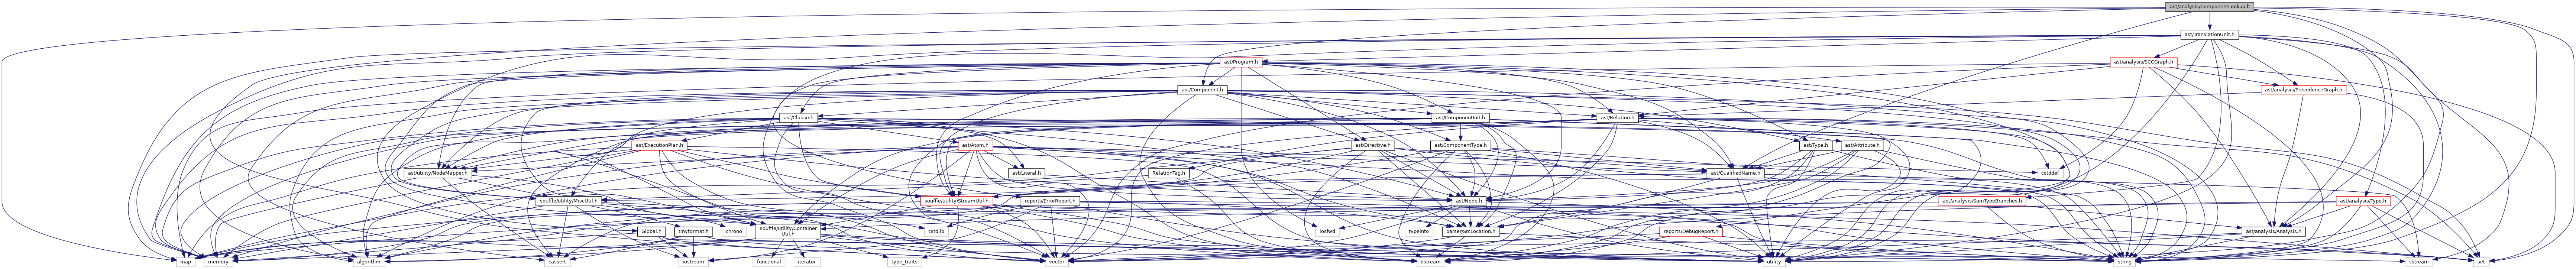 ast/analysis/ComponentLookup.h
ast/TranslationUnit.h
ast/Program.h
ast/analysis/SCCGraph.h
ast/Component.h
ast/analysis/PrecedenceGraph.h
ast/Clause.h
ast/ComponentInit.h
ast/Relation.h
ast/ExecutionPlan.h
ast/Atom.h
ast/Directive.h
ast/ComponentType.h
ast/Type.h
ast/Attribute.h
ast/utility/NodeMapper.h
ast/Literal.h
RelationTag.h
ast/QualifiedName.h
cstddef
souffle/utility/MiscUtil.h
souffle/utility/StreamUtil.h
reports/ErrorReport.h
ast/Node.h
ast/analysis/SumTypeBranches.h
ast/analysis/Type.h
Global.h
tinyformat.h
chrono
souffle/utility/Container
Util.h
cstdlib
iosfwd
typeinfo
parser/SrcLocation.h
reports/DebugReport.h
ast/analysis/Analysis.h
map
memory
algorithm
cassert
iostream
functional
iterator
type_traits
vector
ostream
utility
string
sstream
set